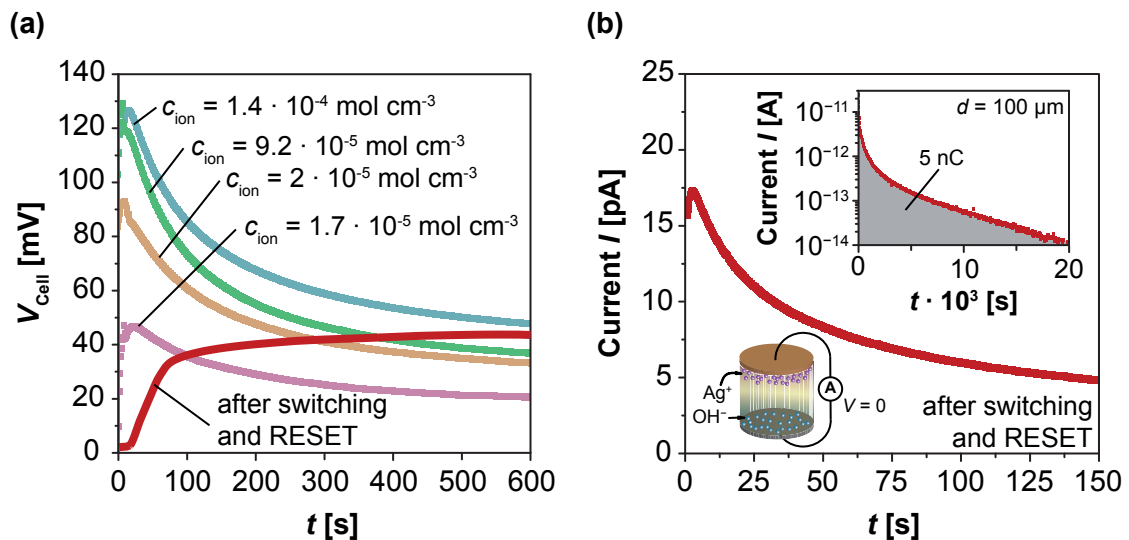 (a)
140
120
100
80
60
40
20
0
V_Cell [mV]
c_ion = 1.4 · 10⁻⁴ mol cm⁻³
c_ion = 9.2 · 10⁻⁵ mol cm⁻³
c_ion = 2 · 10⁻⁵ mol cm⁻³
c_ion = 1.7 · 10⁻⁵ mol cm⁻³
after switching
and RESET
0 100 200 300 400 500 600
t [s]
(b)
25
20
15
10
5
0
Current I [pA]
10⁻¹¹
10⁻¹²
10⁻¹³
10⁻¹⁴
Current I [A]
d = 100 µm
5 nC
0 10 20
t · 10³ [s]
Ag⁺
OH⁻
A
V = 0
after switching
and RESET
0 25 50 75 100 125 150
t [s]